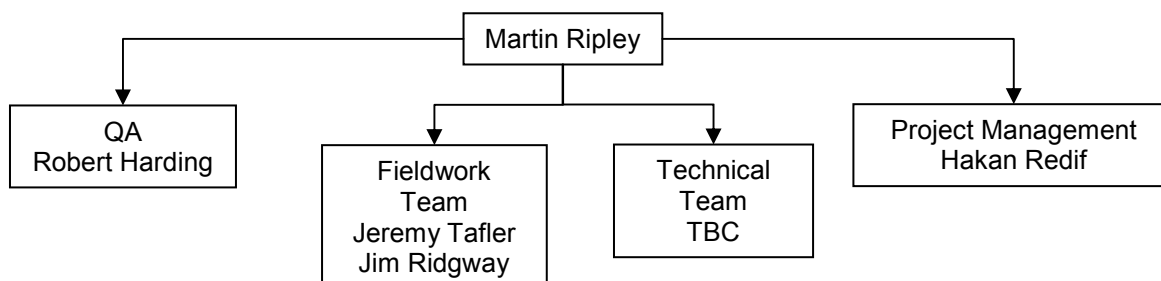 Martin Ripley
QA
Robert Harding
Fieldwork
Team
Jeremy Tafler
Jim Ridgway
Technical
Team
TBC
Project Management
Hakan Redif